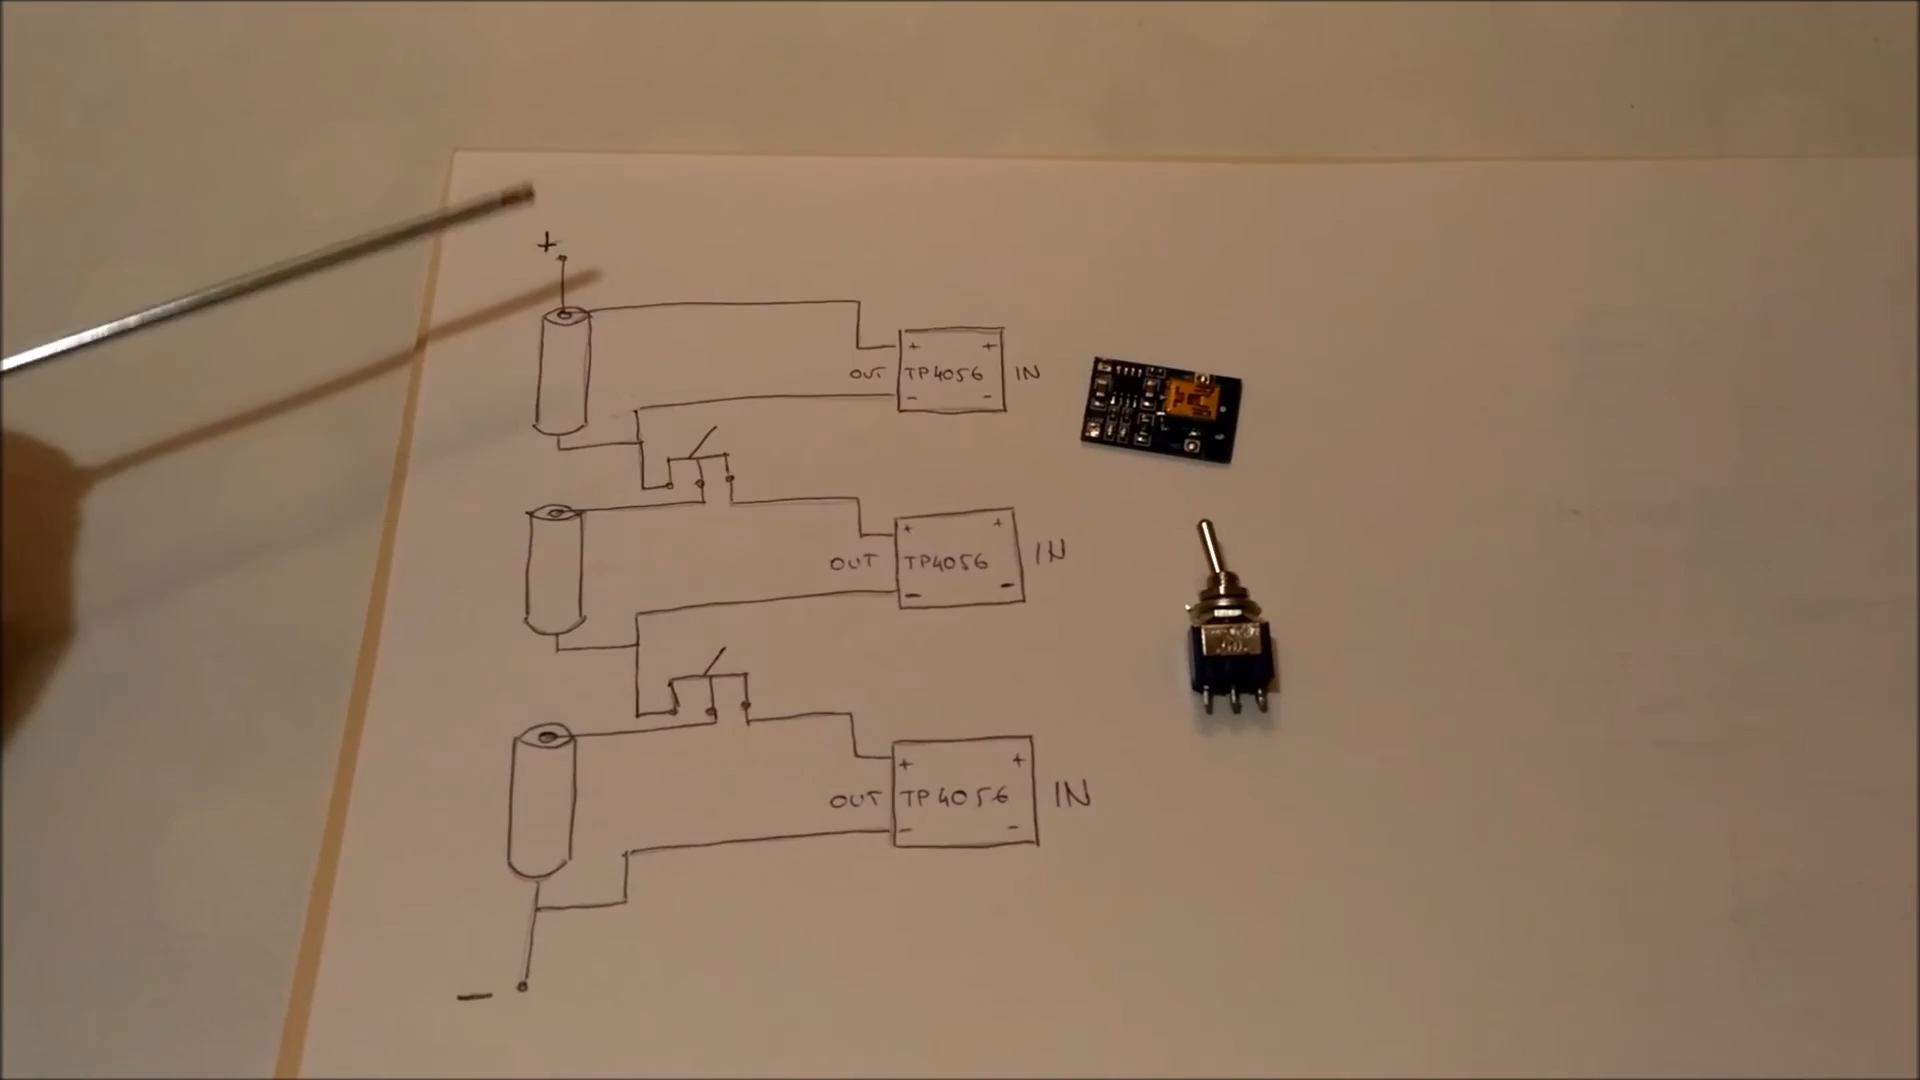 +
+ +
OUT TP4056 IN
- -
+ +
OUT TP4056 IN
- -
+ +
OUT TP4056 IN
- -
-